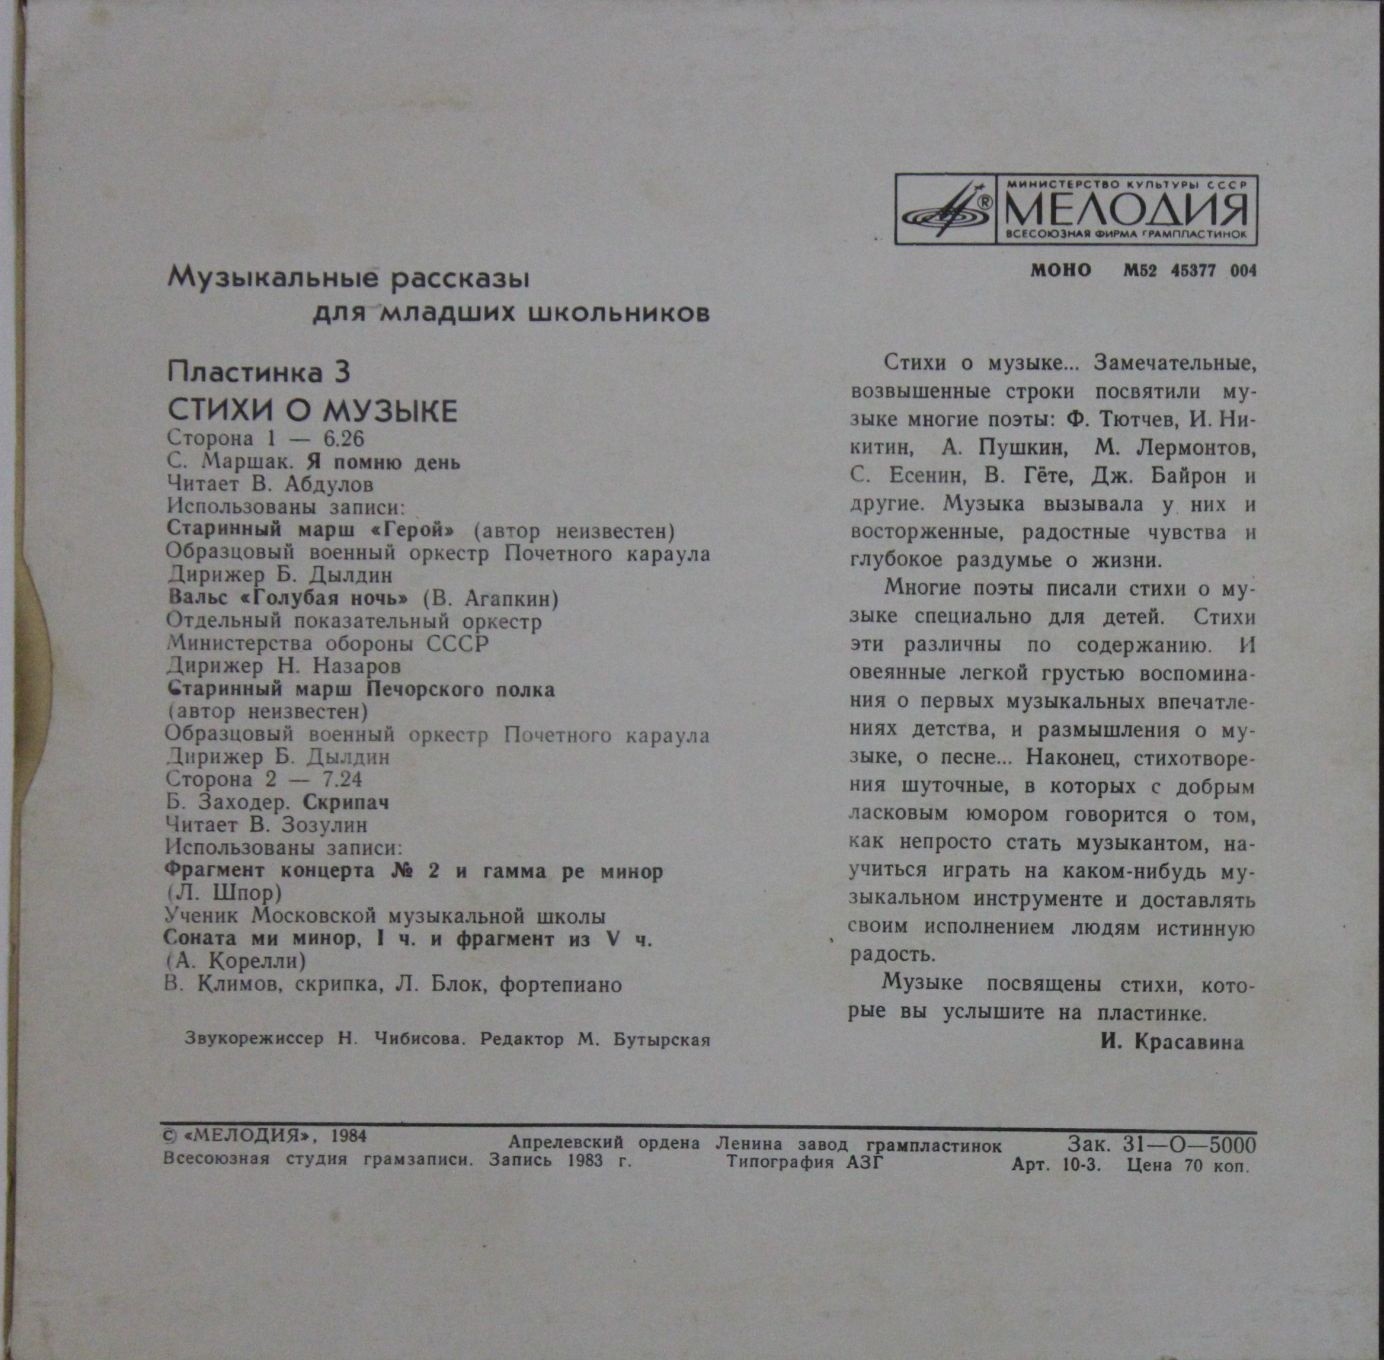 МИНИСТЕРСТВО КУЛЬТУРЫ СССР
МЕЛОДИЯ
ВСЕСОЮЗНАЯ ФИРМА ГРАМПЛАСТИНОК
МОНО М52 45377 004
Музыкальные рассказы
для младших школьников
Пластинка 3
СТИХИ О МУЗЫКЕ
Сторона 1 — 6.26
С. Маршак. Я помню день
Читает В. Абдулов
Использованы записи:
Старинный марш «Герой» (автор неизвестен)
Образцовый военный оркестр Почетного караула
Дирижер Б. Дылдин
Вальс «Голубая ночь» (В. Агапкин)
Отдельный показательный оркестр
Министерства обороны СССР
Дирижер Н. Назаров
Старинный марш Печорского полка
(автор неизвестен)
Образцовый военный оркестр Почетного караула
Дирижер Б. Дылдин
Сторона 2 — 7.24
Б. Заходер. Скрипач
Читает В. Зозулин
Использованы записи:
Фрагмент концерта № 2 и гамма ре минор
(Л. Шпор)
Ученик Московской музыкальной школы
Соната ми минор, I ч. и фрагмент из V ч.
(А. Корелли)
В. Климов, скрипка, Л. Блок, фортепиано
Звукорежиссер Н. Чибисова. Редактор М. Бутырская
Стихи о музыке... Замечательные,
возвышенные строки посвятили му-
зыке многие поэты: Ф. Тютчев, И. Ни-
китин, А. Пушкин, М. Лермонтов,
С. Есенин, В. Гёте, Дж. Байрон и
другие. Музыка вызывала у них и
восторженные, радостные чувства и
глубокое раздумье о жизни.
Многие поэты писали стихи о му-
зыке специально для детей. Стихи
эти различны по содержанию. И
овеянные легкой грустью воспомина-
ния о первых музыкальных впечатле-
ниях детства, и размышления о му-
зыке, о песне... Наконец, стихотворе-
ния шуточные, в которых с добрым
ласковым юмором говорится о том,
как непросто стать музыкантом, на-
учиться играть на каком-нибудь му-
зыкальном инструменте и доставлять
своим исполнением людям истинную
радость.
Музыке посвящены стихи, кото-
рые вы услышите на пластинке.
И. Красавина
© «МЕЛОДИЯ», 1984 Апрелевский ордена Ленина завод грампластинок Зак. 31—О—5000
Всесоюзная студия грамзаписи. Запись 1983 г. Типография АЗГ Арт. 10-3. Цена 70 коп.